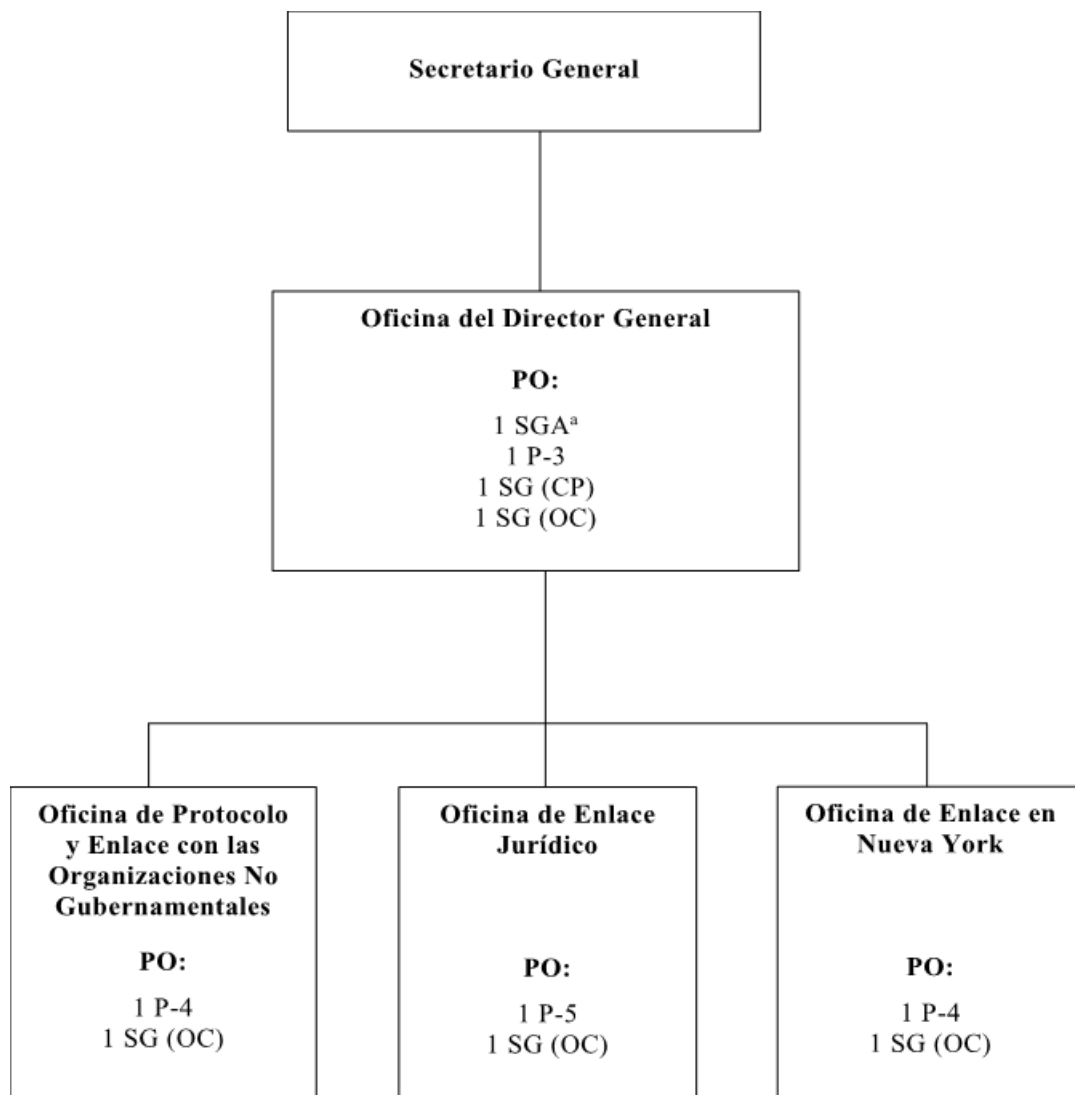 Secretario General
Oficina del Director General
PO:
1 SGAᵃ
1 P-3
1 SG (CP)
1 SG (OC)
Oficina de Protocolo
y Enlace con las
Organizaciones No
Gubernamentales
PO:
1 P-4
1 SG (OC)
Oficina de Enlace
Jurídico
PO:
1 P-5
1 SG (OC)
Oficina de Enlace en
Nueva York
PO:
1 P-4
1 SG (OC)